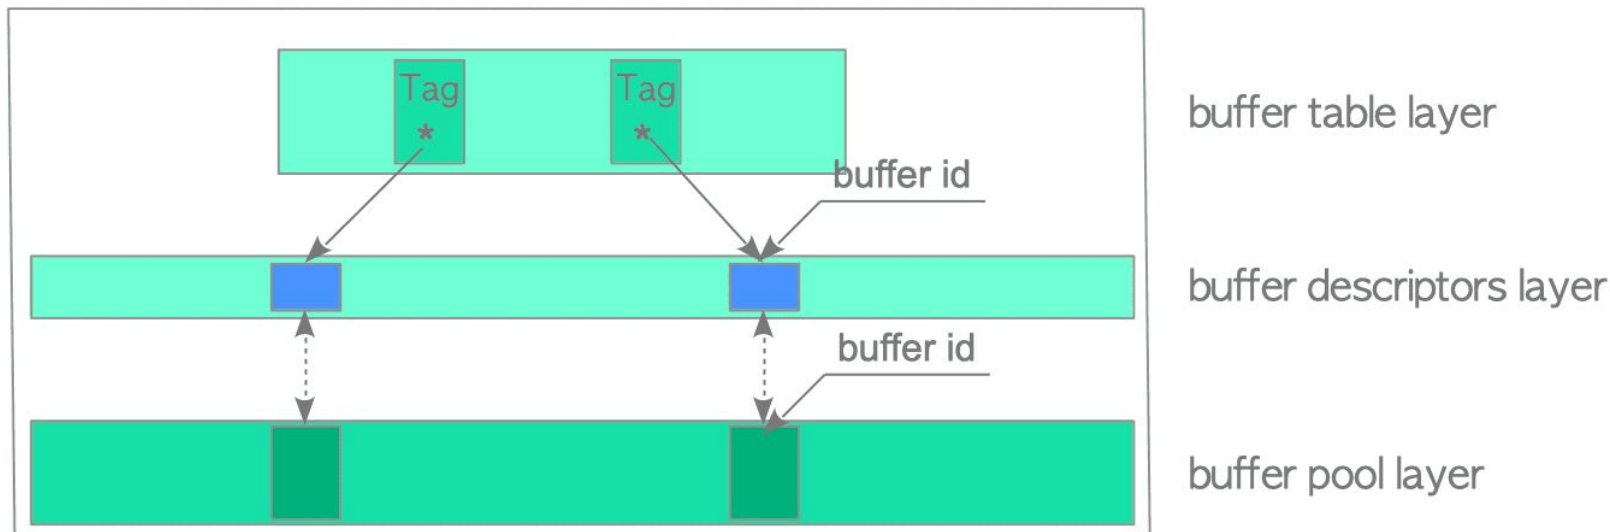 Tag Tag
* *
buffer table layer
buffer id
buffer descriptors layer
buffer id
buffer pool layer